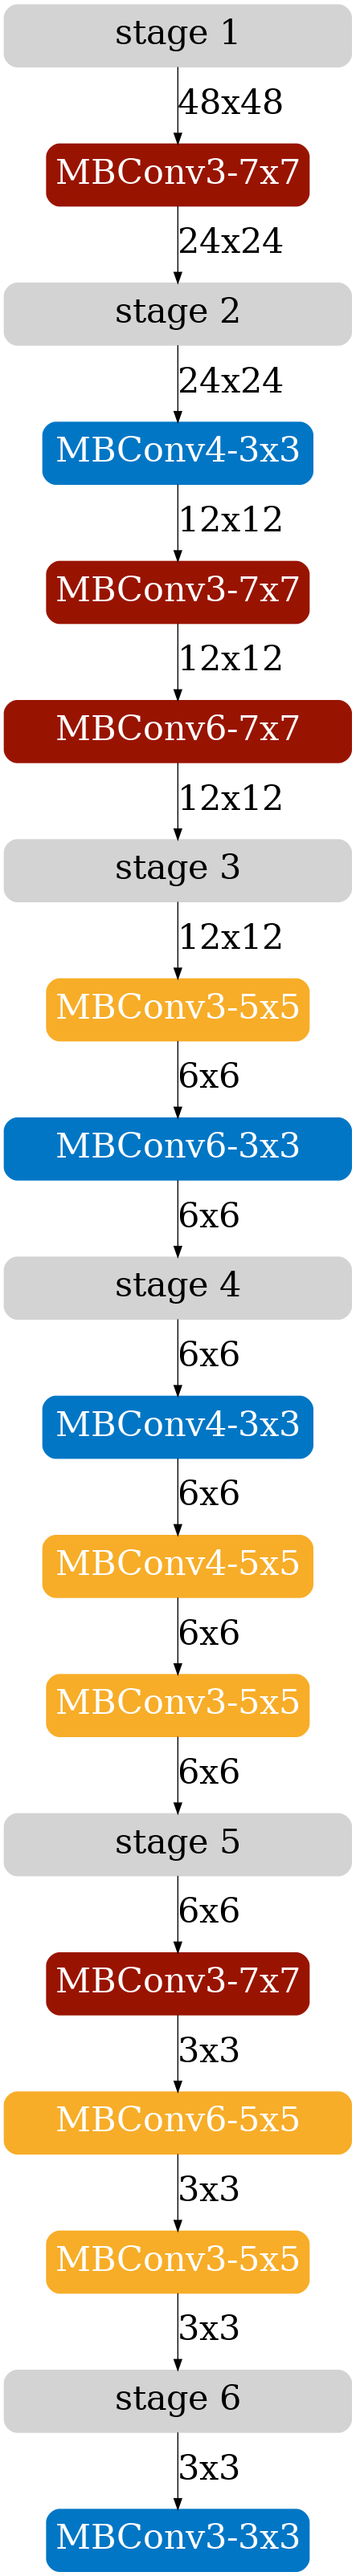 stage 1
48x48
MBConv3-7x7
24x24
stage 2
24x24
MBConv4-3x3
12x12
MBConv3-7x7
12x12
MBConv6-7x7
12x12
stage 3
12x12
MBConv3-5x5
6x6
MBConv6-3x3
6x6
stage 4
6x6
MBConv4-3x3
6x6
MBConv4-5x5
6x6
MBConv3-5x5
6x6
stage 5
6x6
MBConv3-7x7
3x3
MBConv6-5x5
3x3
MBConv3-5x5
3x3
stage 6
3x3
MBConv3-3x3